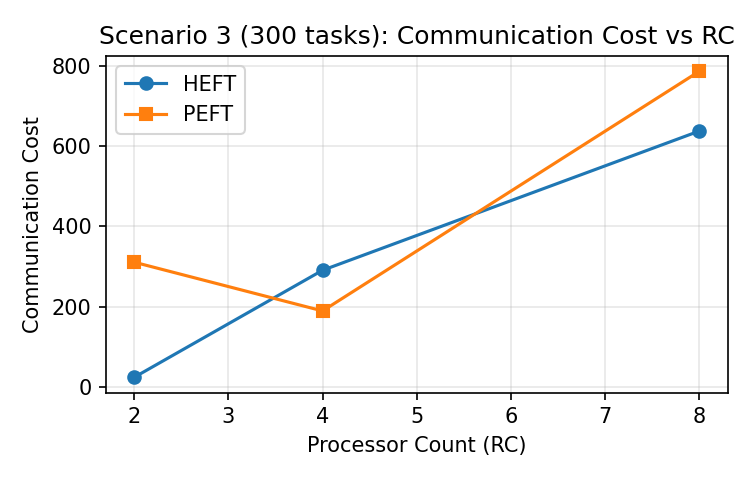 Scenario 3 (300 tasks): Communication Cost vs RC
HEFT
PEFT
Communication Cost
800
600
400
200
0
2 3 4 5 6 7 8
Processor Count (RC)